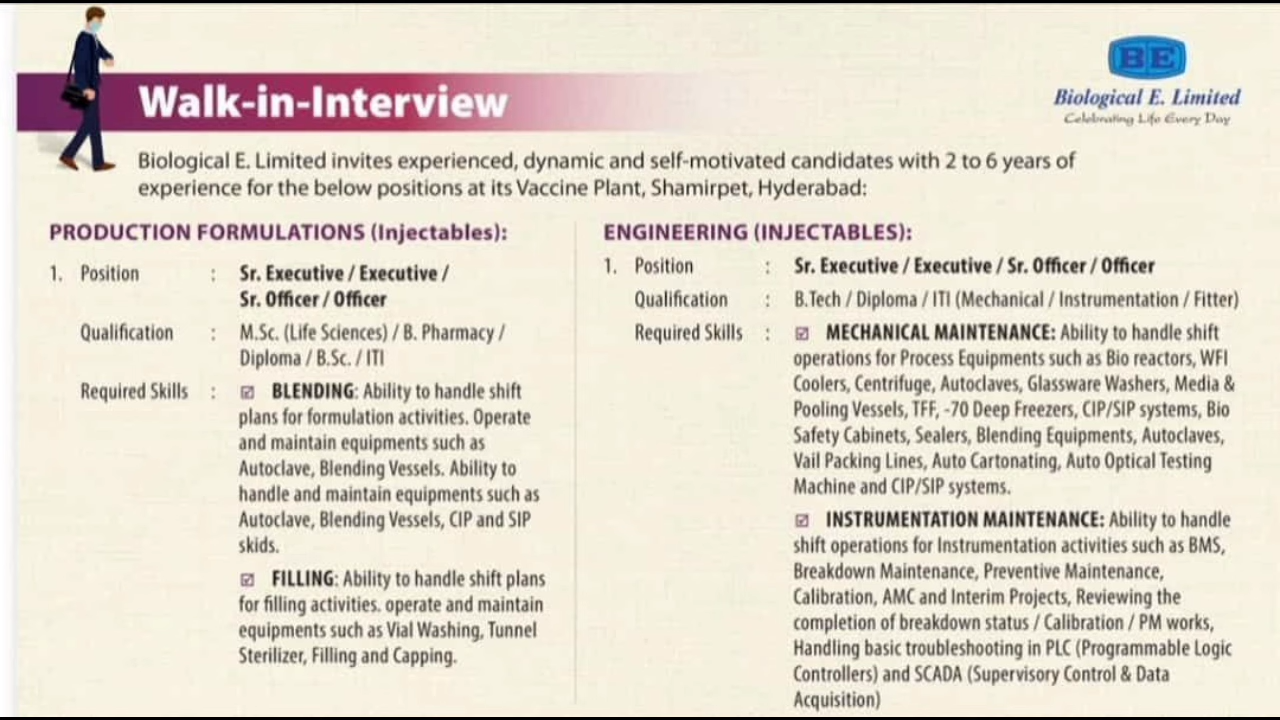 BE
Biological E. Limited
Celebrating Life Every Day
Walk-in-Interview
Biological E. Limited invites experienced, dynamic and self-motivated candidates with 2 to 6 years of
experience for the below positions at its Vaccine Plant, Shamirpet, Hyderabad:
PRODUCTION FORMULATIONS (Injectables):
1. Position : Sr. Executive / Executive /
Sr. Officer / Officer
Qualification : M.Sc. (Life Sciences) / B. Pharmacy /
Diploma / B.Sc. / ITI
Required Skills : ☑ BLENDING: Ability to handle shift
plans for formulation activities. Operate
and maintain equipments such as
Autoclave, Blending Vessels. Ability to
handle and maintain equipments such as
Autoclave, Blending Vessels, CIP and SIP
skids.
☑ FILLING: Ability to handle shift plans
for filling activities. operate and maintain
equipments such as Vial Washing, Tunnel
Sterilizer, Filling and Capping.
ENGINEERING (INJECTABLES):
1. Position : Sr. Executive / Executive / Sr. Officer / Officer
Qualification : B.Tech / Diploma / ITI (Mechanical / Instrumentation / Fitter)
Required Skills : ☑ MECHANICAL MAINTENANCE: Ability to handle shift
operations for Process Equipments such as Bio reactors, WFI
Coolers, Centrifuge, Autoclaves, Glassware Washers, Media &
Pooling Vessels, TFF, -70 Deep Freezers, CIP/SIP systems, Bio
Safety Cabinets, Sealers, Blending Equipments, Autoclaves,
Vail Packing Lines, Auto Cartonating, Auto Optical Testing
Machine and CIP/SIP systems.
☑ INSTRUMENTATION MAINTENANCE: Ability to handle
shift operations for Instrumentation activities such as BMS,
Breakdown Maintenance, Preventive Maintenance,
Calibration, AMC and Interim Projects, Reviewing the
completion of breakdown status / Calibration / PM works,
Handling basic troubleshooting in PLC (Programmable Logic
Controllers) and SCADA (Supervisory Control & Data
Acquisition)